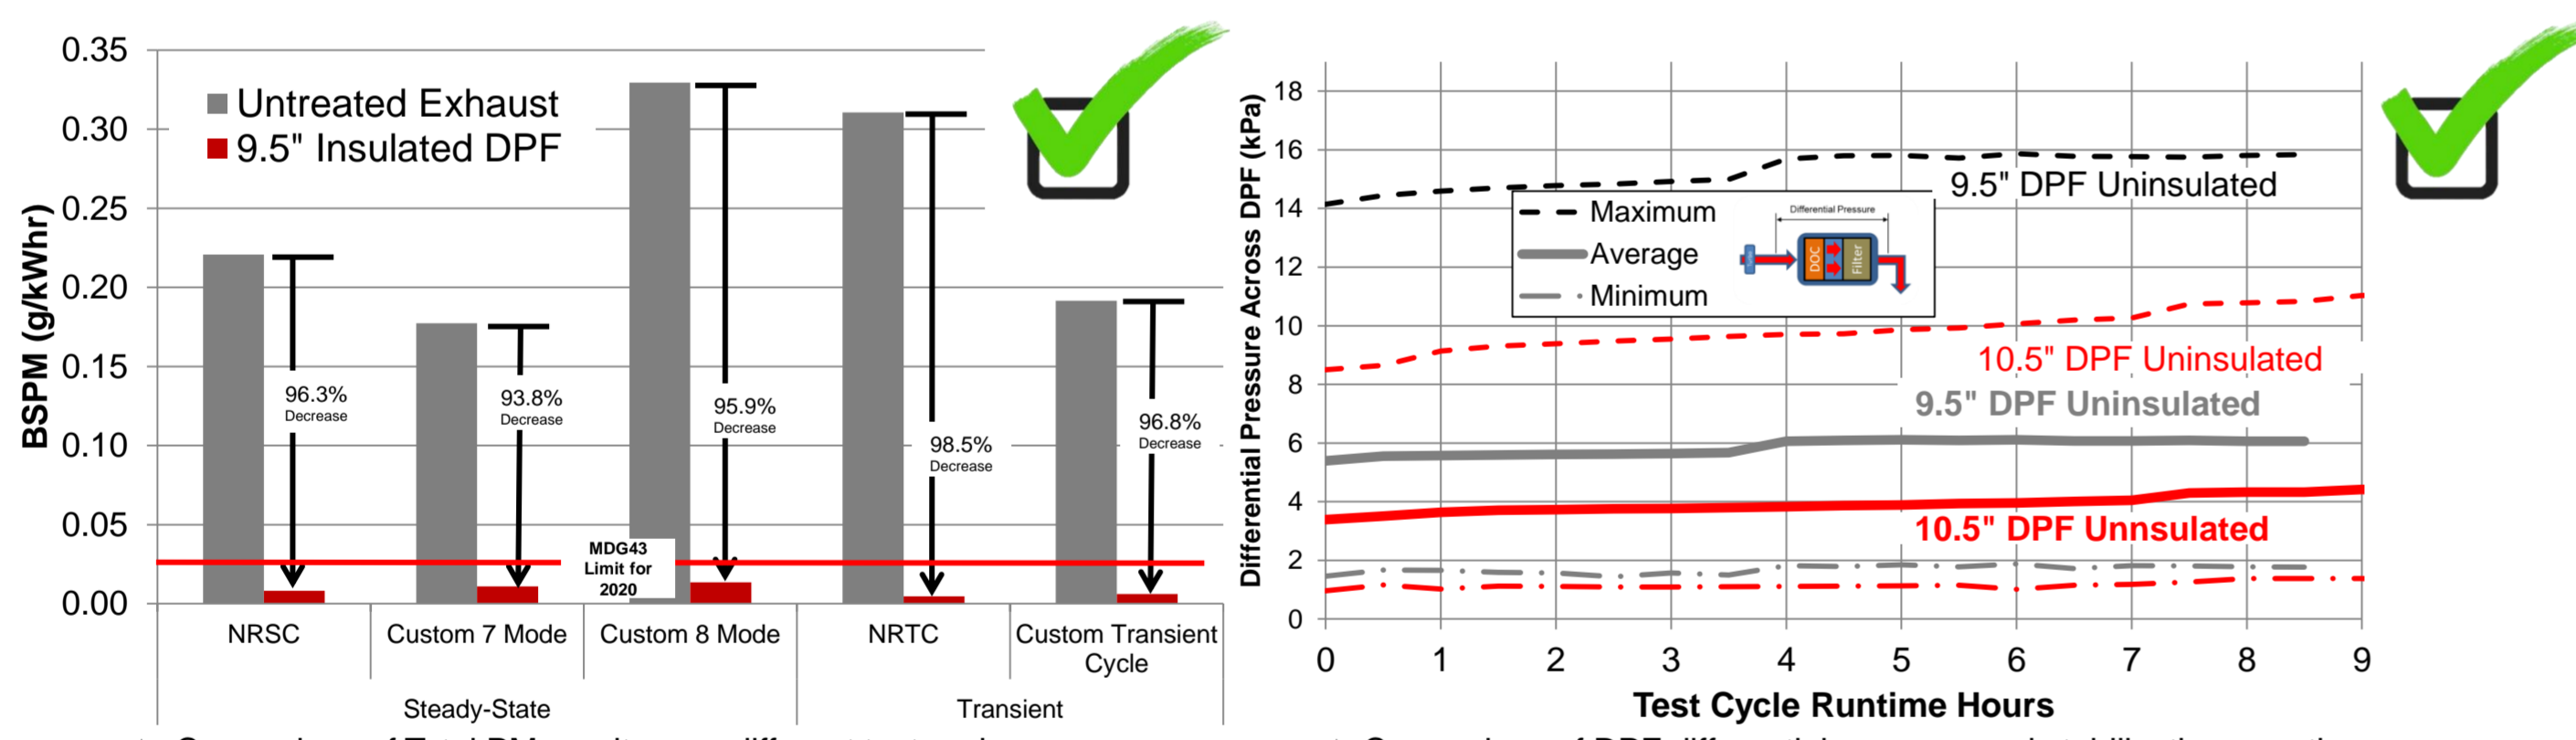 0.35
0.30
0.25
0.20
0.15
0.10
0.05
0.00
BSPM (g/kWhr)
Untreated Exhaust
9.5" Insulated DPF
96.3%
Decrease
93.8%
Decrease
95.9%
Decrease
98.5%
Decrease
96.8%
Decrease
MDG43
Limit for
2020
NRSC
Custom 7 Mode
Custom 8 Mode
NRTC
Custom Transient
Cycle
Steady-State
Transient
18
16
14
12
10
8
6
4
2
0
Differential Pressure Across DPF (kPa)
9.5" DPF Uninsulated
Maximum
Average
Minimum
Differential Pressure
DOC
Filter
10.5" DPF Uninsulated
9.5" DPF Uninsulated
10.5" DPF Unnsulated
0 1 2 3 4 5 6 7 8 9
Test Cycle Runtime Hours